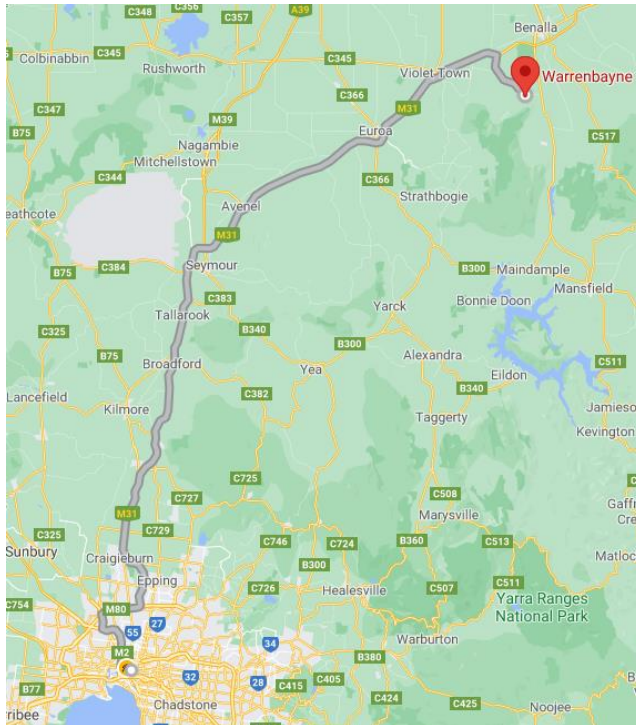 C348
C356
A39
Benalla
C345
Colbinabbin
C345
Rushworth
Violet Town
Warrenbayne
C347
C366
M31
B75
M39
Euroa
C517
Nagambie
Mitchellstown
C344
C366
Strathbogie
Avenel
eathcote
M31
B75
C384
Seymour
B300
Maindample
C383
Bonnie Doon
Mansfield
Tallarook
C325
B340
Yarck
B75
B300
Broadford
Yea
Alexandra
C511
Lancefield
B340
Eildon
C382
Kilmore
Jamieso
Taggerty
Kevington
C725
C727
C508
M31
Marysville
Gaff
Cre
C325
C729
C746
C724
B360
C513
Sunbury
Craigieburn
Matloc
B300
C511
Epping
C726
Healesville
C507
C754
M80
Yarra Ranges
National Park
55
27
34
Warburton
M2
B380
32
C405
B77
28
C415
C424
C425
Noojee
rribee
Chadstone